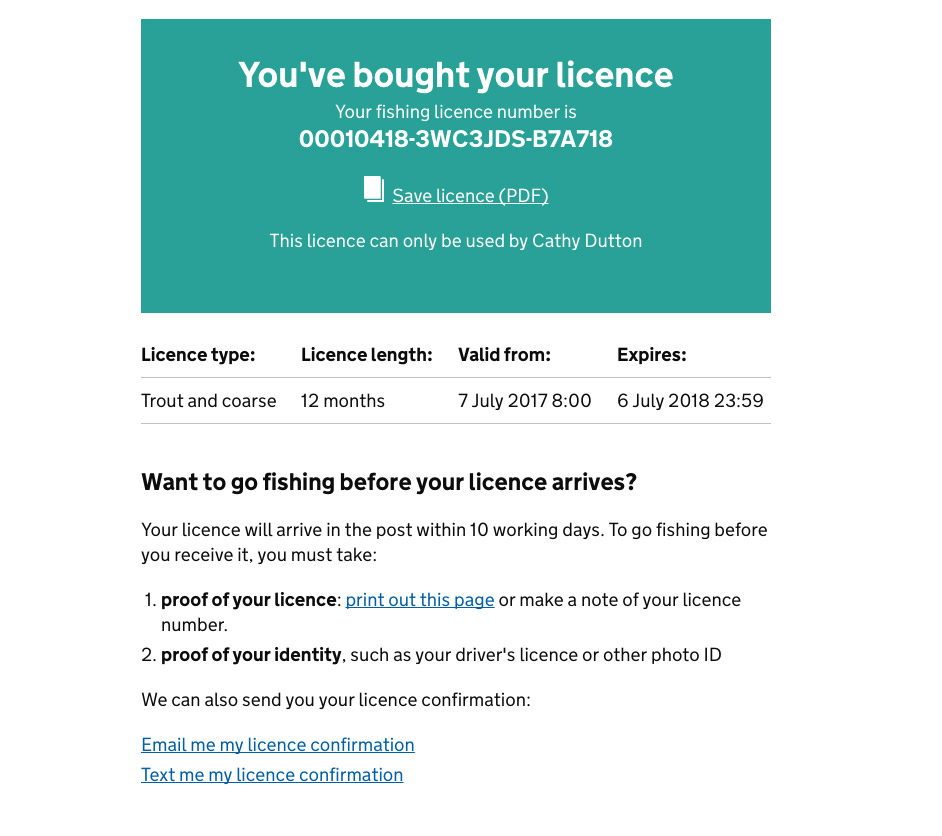 You've bought your licence
Your fishing licence number is
00010418-3WC3JDS-B7A718
Save licence (PDF)
This licence can only be used by Cathy Dutton
Licence type: Licence length: Valid from: Expires:
Trout and coarse 12 months 7 July 2017 8:00 6 July 2018 23:59
Want to go fishing before your licence arrives?
Your licence will arrive in the post within 10 working days. To go fishing before
you receive it, you must take:
1. proof of your licence: print out this page or make a note of your licence
number.
2. proof of your identity, such as your driver's licence or other photo ID
We can also send you your licence confirmation:
Email me my licence confirmation
Text me my licence confirmation